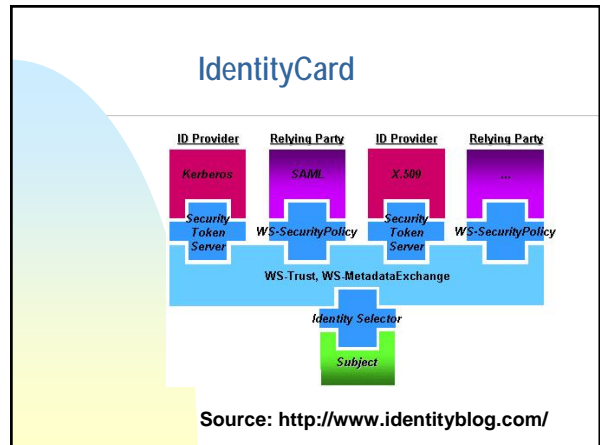 IdentityCard
ID Provider Relying Party ID Provider Relying Party
Kerberos SAML X.509 ...
Security Token Server WS-SecurityPolicy Security Token Server WS-SecurityPolicy
WS-Trust, WS-MetadataExchange
Identity Selector
Subject
Source: http://www.identityblog.com/